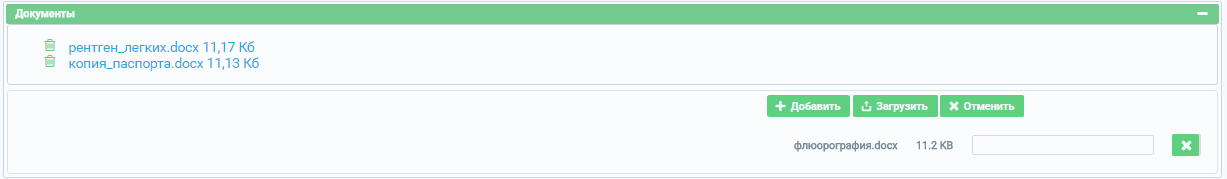 Документы
рентген_легких.docx 11,17 Кб
копия_паспорта.docx 11,13 Кб
Добавить Загрузить Отменить
флюорография.docx 11.2 KB